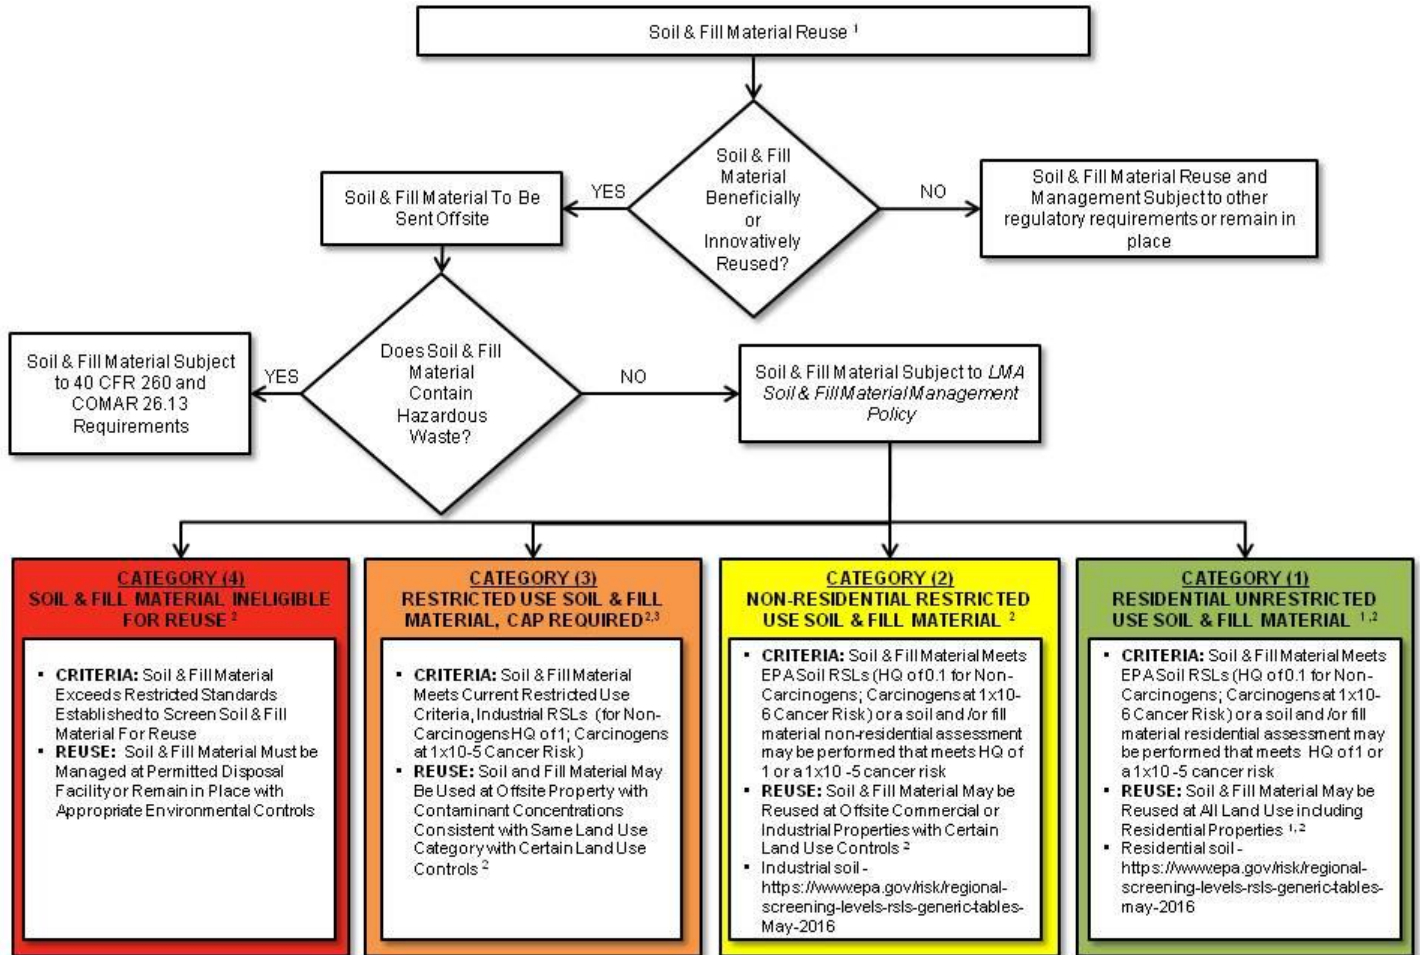 Soil & Fill Material Reuse 1
Soil & Fill
Material
Beneficially
or
Innovatively
Reused?
YES
NO
Soil & Fill Material To Be
Sent Offsite
Soil & Fill Material Reuse and
Management Subject to other
regulatory requirements or remain in
place
Does Soil & Fill
Material
Contain
Hazardous
Waste?
YES
NO
Soil & Fill Material Subject
to 40 CFR 260 and
COMAR 26.13
Requirements
Soil & Fill Material Subject to LMA
Soil & Fill Material Management
Policy
CATEGORY (4)
SOIL & FILL MATERIAL INELIGIBLE
FOR REUSE 2
▪ CRITERIA: Soil & Fill Material
Exceeds Restricted Standards
Established to Screen Soil & Fill
Material For Reuse
▪ REUSE: Soil & Fill Material Must be
Managed at Permitted Disposal
Facility or Remain in Place with
Appropriate Environmental Controls
CATEGORY (3)
RESTRICTED USE SOIL & FILL
MATERIAL, CAP REQUIRED2,3
▪ CRITERIA: Soil & Fill Material
Meets Current Restricted Use
Criteria, Industrial RSLs (for Non-
Carcinogens HQ of 1; Carcinogens
at 1x10-5 Cancer Risk)
▪ REUSE: Soil and Fill Material May
Be Used at Offsite Property with
Contaminant Concentrations
Consistent with Same Land Use
Category with Certain Land Use
Controls 2
CATEGORY (2)
NON-RESIDENTIAL RESTRICTED
USE SOIL & FILL MATERIAL 2
▪ CRITERIA: Soil & Fill Material Meets
EPA Soil RSLs (HQ of 0.1 for Non-
Carcinogens; Carcinogens at 1x10-
6 Cancer Risk) or a soil and /or fill
material non-residential assessment
may be performed that meets HQ of
1 or a 1x10 -5 cancer risk
▪ REUSE: Soil & Fill Material May be
Reused at Offsite Commercial or
Industrial Properties with Certain
Land Use Controls 2
▪ Industrial soil -
https://www.epa.gov/risk/regional-
screening-levels-rsls-generic-tables-
May-2016
CATEGORY (1)
RESIDENTIAL UNRESTRICTED
USE SOIL & FILL MATERIAL 1,2
▪ CRITERIA: Soil & Fill Material Meets
EPA Soil RSLs (HQ of 0.1 for Non-
Carcinogens; Carcinogens at 1x10-
6 Cancer Risk) or a soil and /or fill
material residential assessment may
be performed that meets HQ of 1 or
a 1x10 -5 cancer risk
▪ REUSE: Soil & Fill Material May be
Reused at All Land Use including
Residential Properties 1,2
▪ Residential soil -
https://www.epa.gov/risk/regional-
screening-levels-rsls-generic-tables-
may-2016